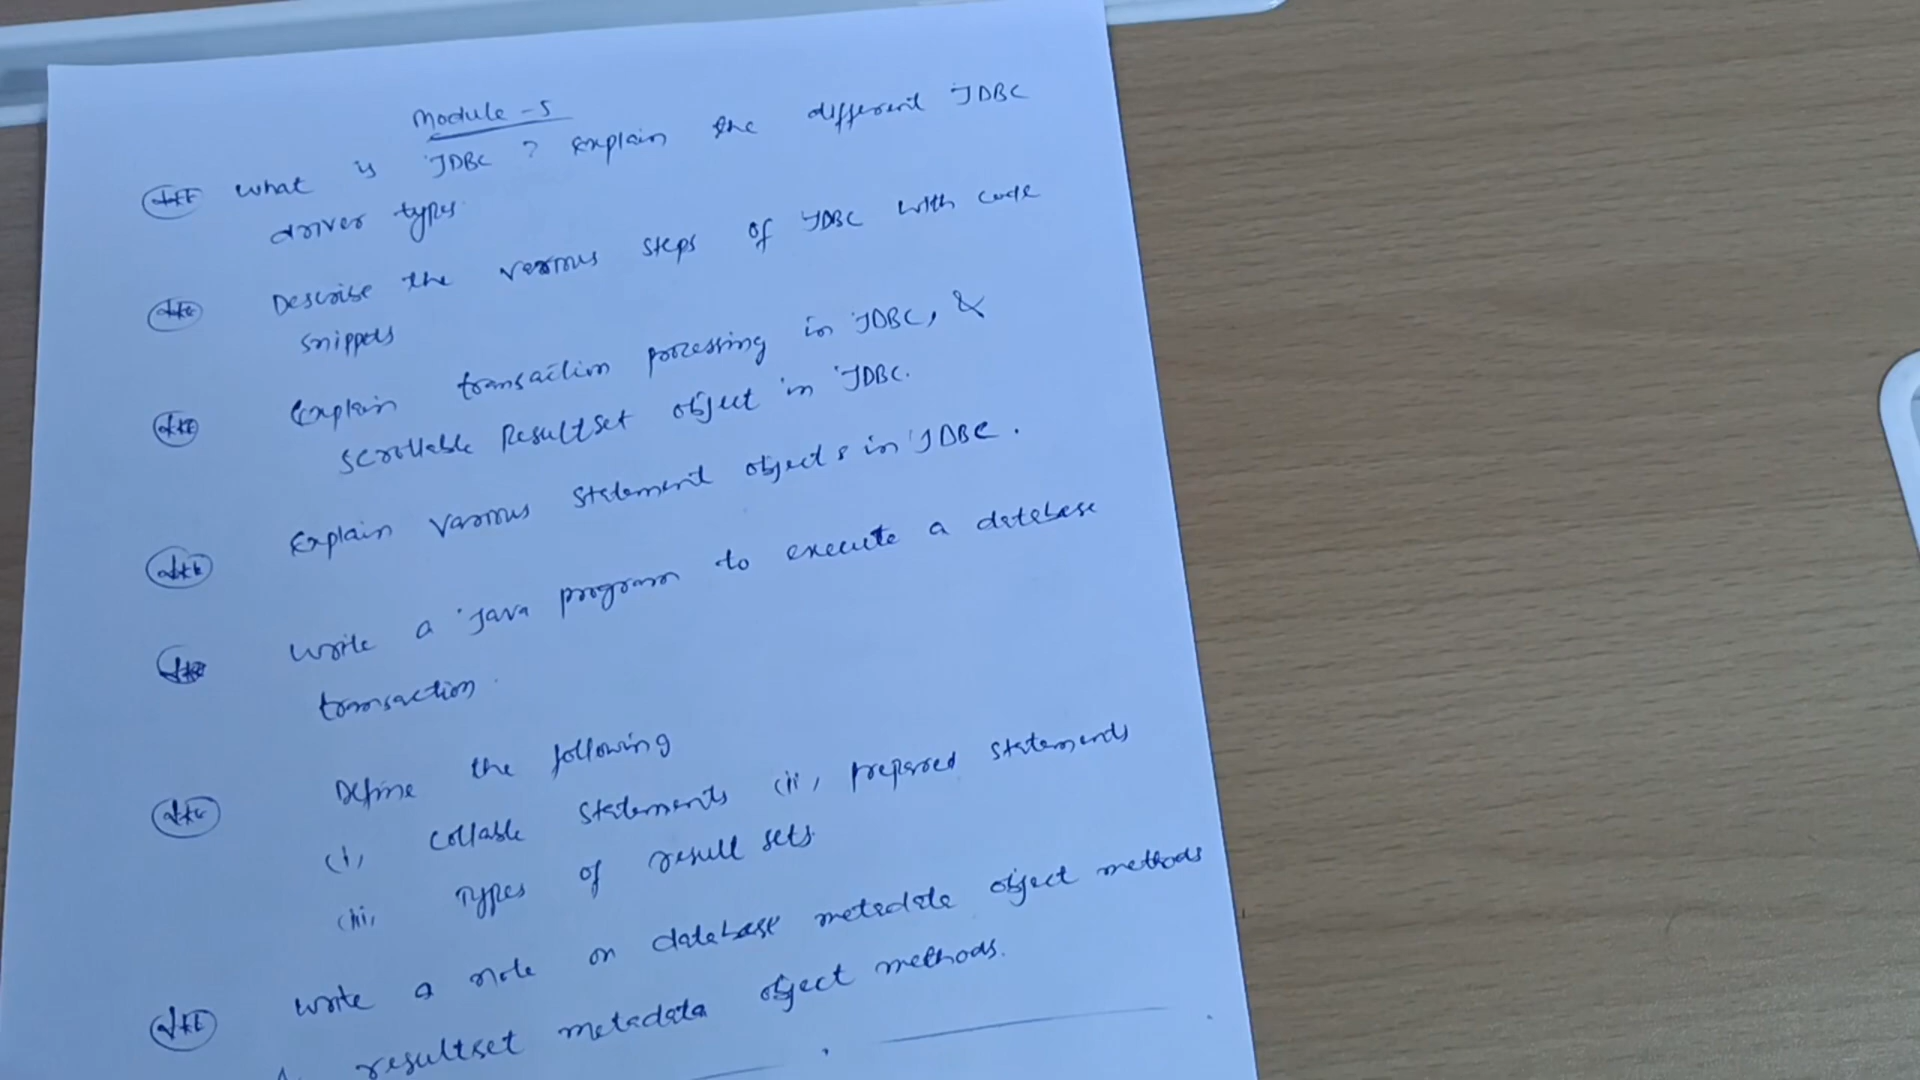 Module-5
What is JDBC? Explain the different JDBC
driver types.
Describe the various steps of JDBC with code
snippets
Explain transaction processing in JDBC, &
scrollable Resultset object in JDBC.
Explain various statement objects in JDBC.
Write a Java program to execute a database
transaction.
Define the following
(i) callable statements (ii) prepared statements
(iii) Types of result sets.
Write a note on database metadata object methods
resultset metadata object methods.